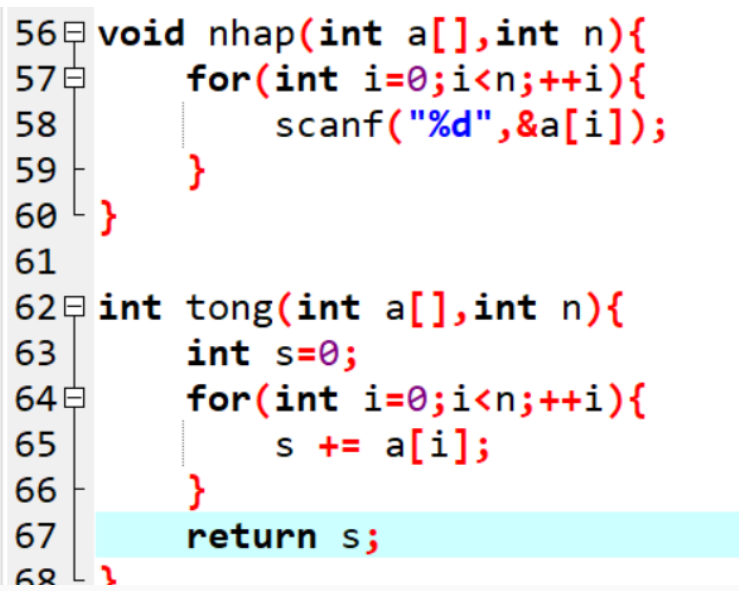 56 void nhap(int a[],int n){
57 for(int i=0;i<n;++i){
58 scanf("%d",&a[i]);
59 }
60 }
61
62 int tong(int a[],int n){
63 int s=0;
64 for(int i=0;i<n;++i){
65 s += a[i];
66 }
67 return s;
68 }